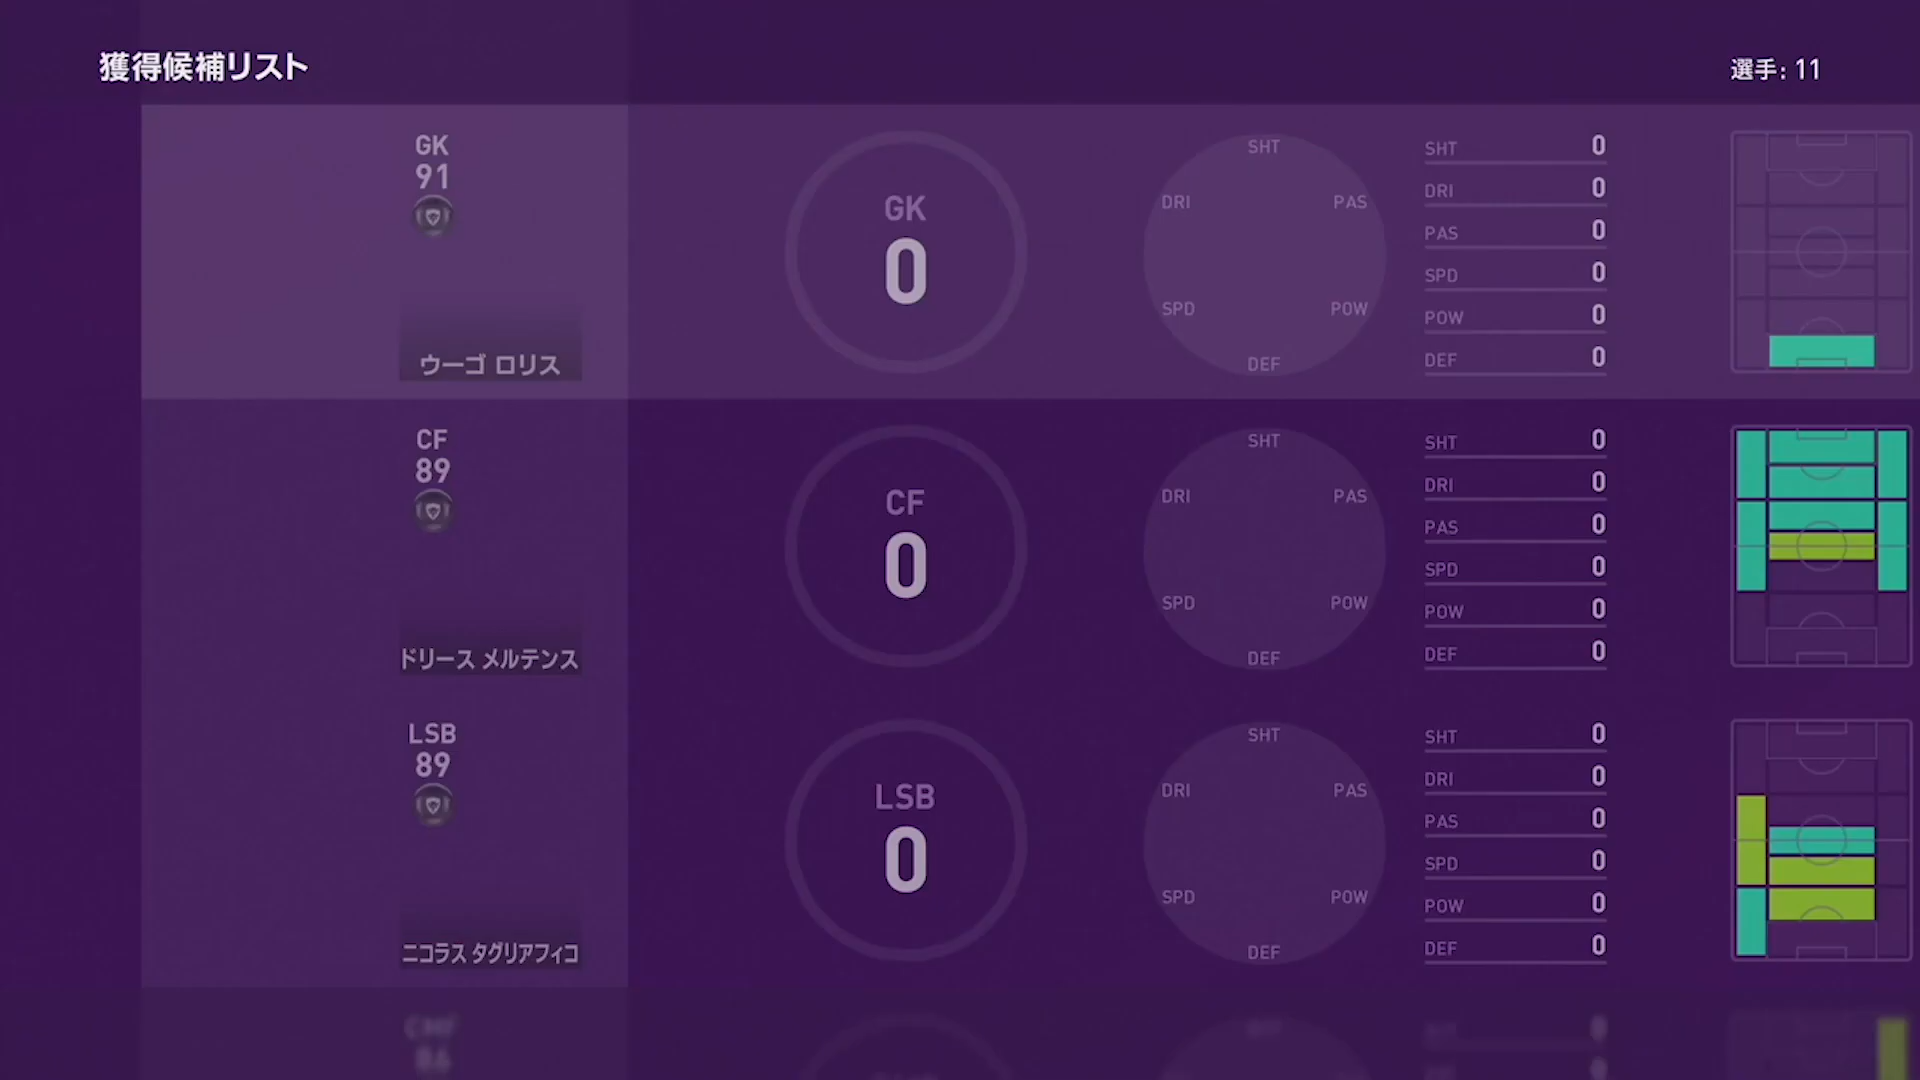 獲得候補リスト
選手: 11
GK
91
ウーゴ ロリス
GK
0
SHT
DRI
PAS
SPD
POW
DEF
SHT 0
DRI 0
PAS 0
SPD 0
POW 0
DEF 0
CF
89
ドリース メルテンス
CF
0
SHT
DRI
PAS
SPD
POW
DEF
SHT 0
DRI 0
PAS 0
SPD 0
POW 0
DEF 0
LSB
89
ニコラス タグリアフィコ
LSB
0
SHT
DRI
PAS
SPD
POW
DEF
SHT 0
DRI 0
PAS 0
SPD 0
POW 0
DEF 0
CMF
86